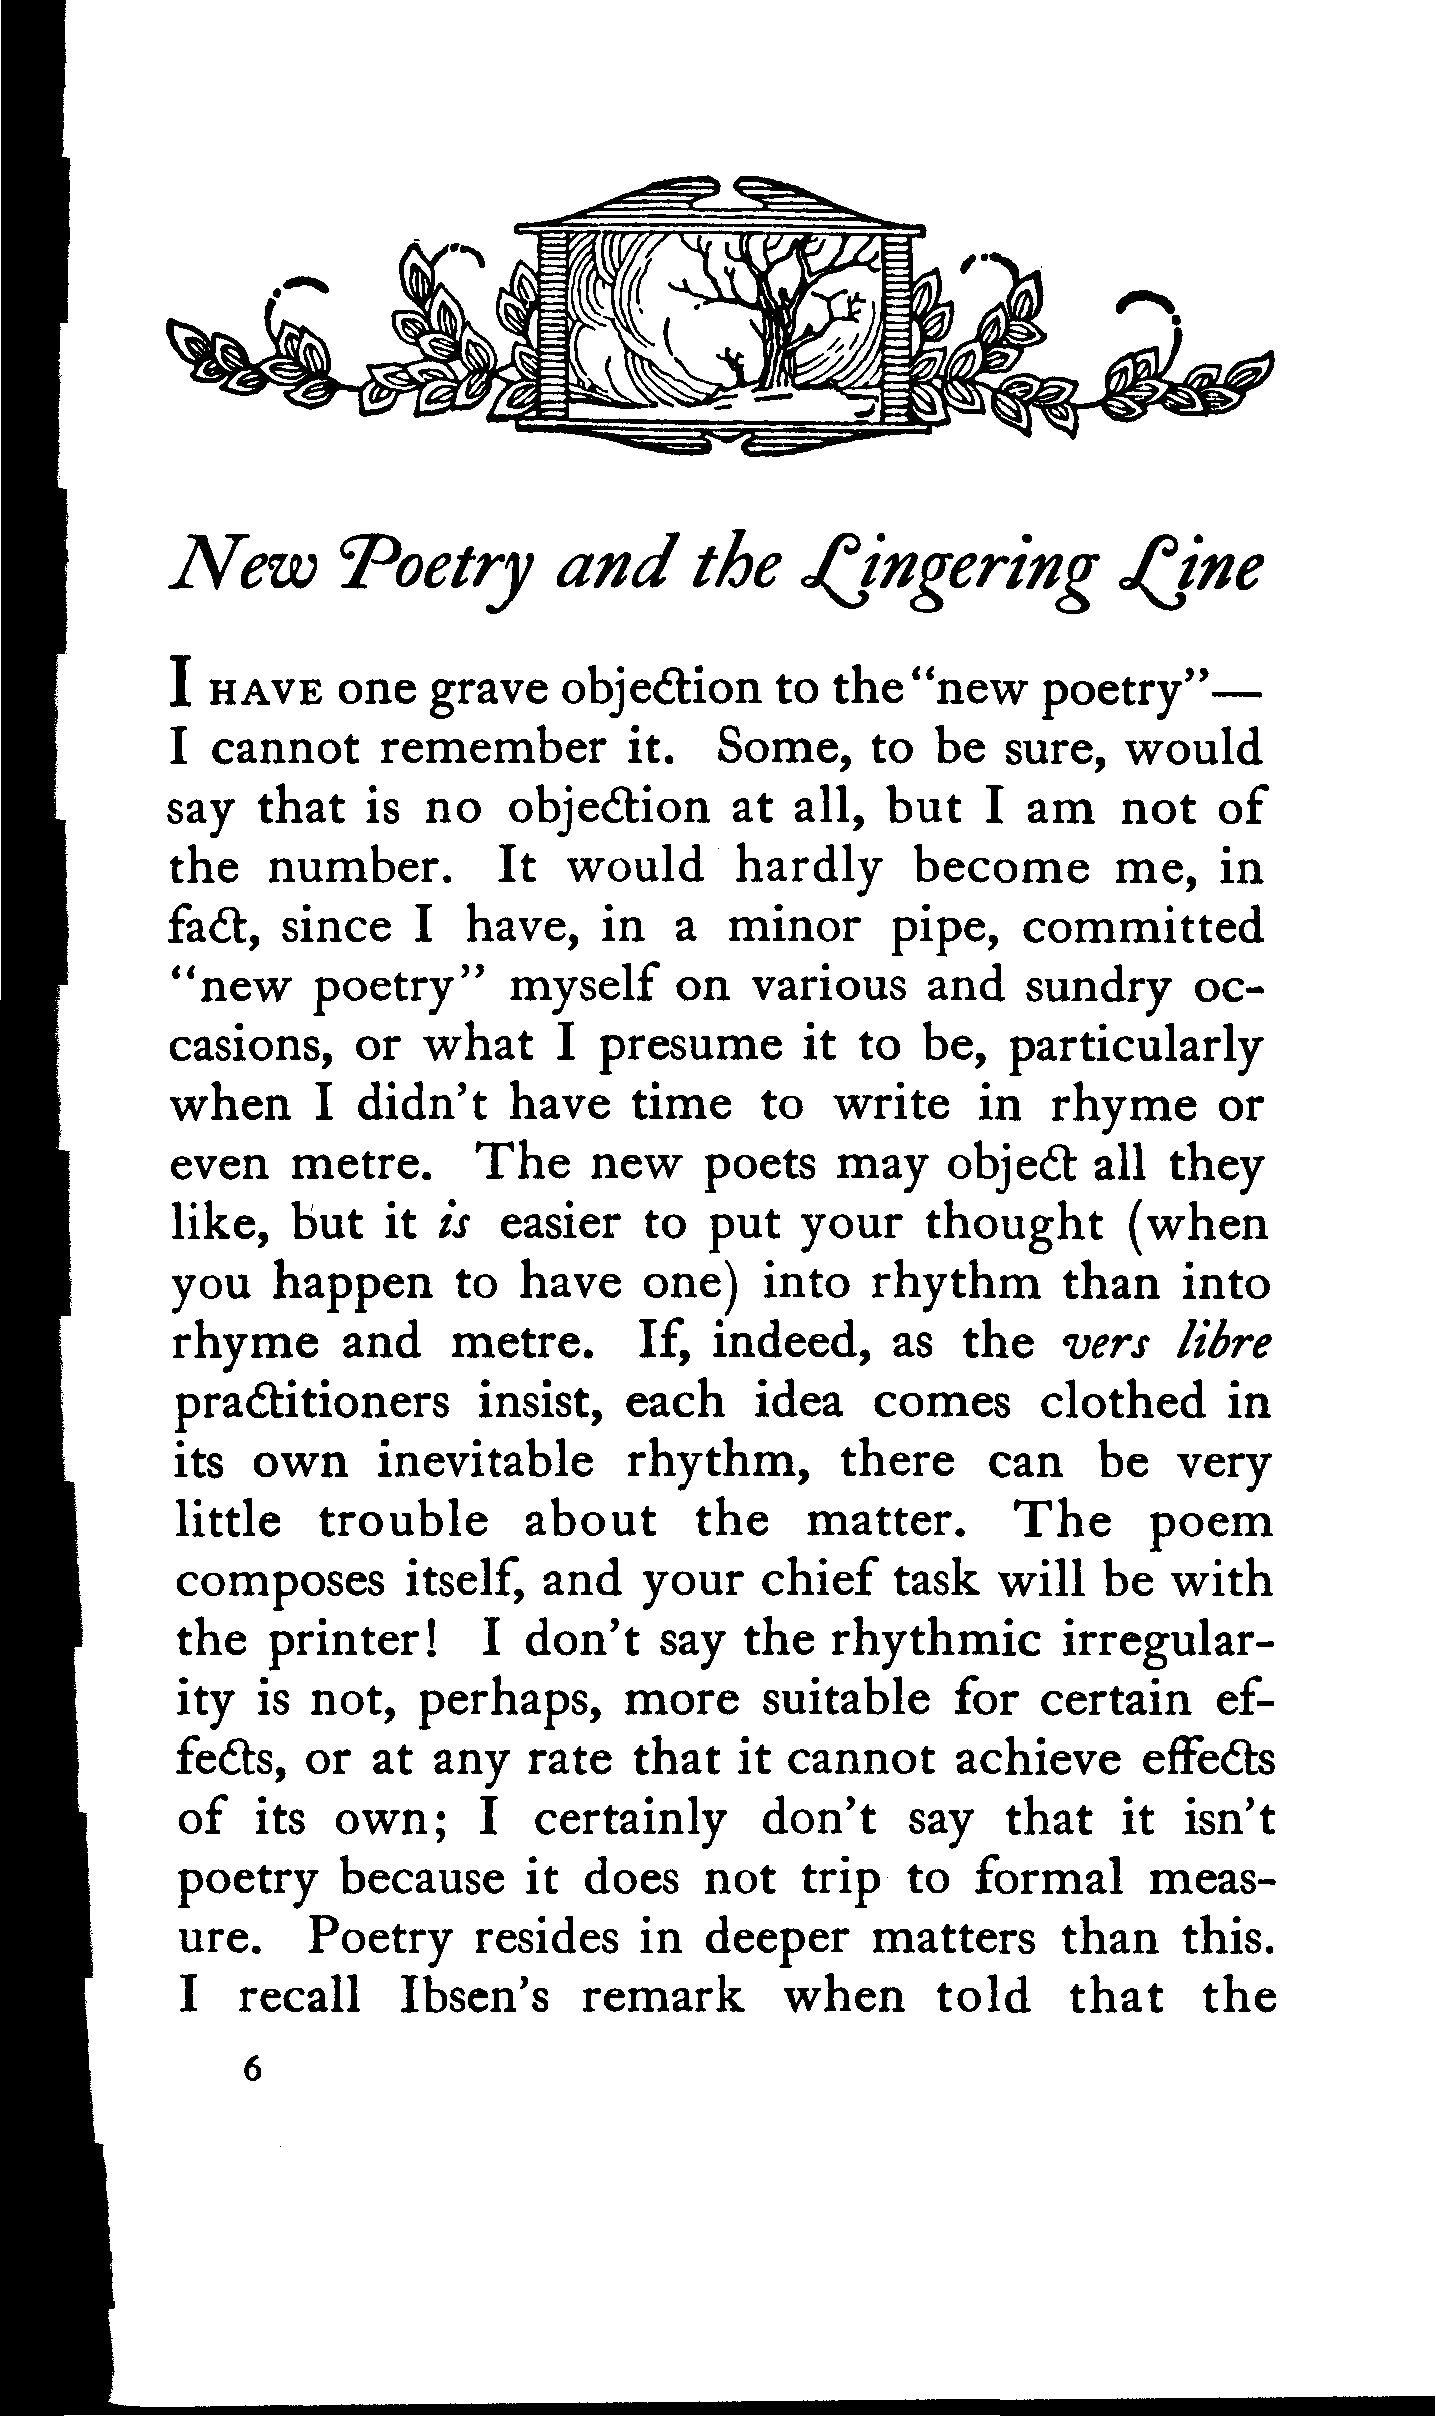 New Poetry and the Lingering Line
I HAVE one grave objection to the "new poetry"—
I cannot remember it. Some, to be sure, would
say that is no objection at all, but I am not of
the number. It would hardly become me, in
fact, since I have, in a minor pipe, committed
"new poetry" myself on various and sundry oc-
casions, or what I presume it to be, particularly
when I didn't have time to write in rhyme or
even metre. The new poets may object all they
like, but it is easier to put your thought (when
you happen to have one) into rhythm than into
rhyme and metre. If, indeed, as the vers libre
practitioners insist, each idea comes clothed in
its own inevitable rhythm, there can be very
little trouble about the matter. The poem
composes itself, and your chief task will be with
the printer! I don't say the rhythmic irregular-
ity is not, perhaps, more suitable for certain ef-
fects, or at any rate that it cannot achieve effects
of its own; I certainly don't say that it isn't
poetry because it does not trip to formal meas-
ure. Poetry resides in deeper matters than this.
I recall Ibsen's remark when told that the
6